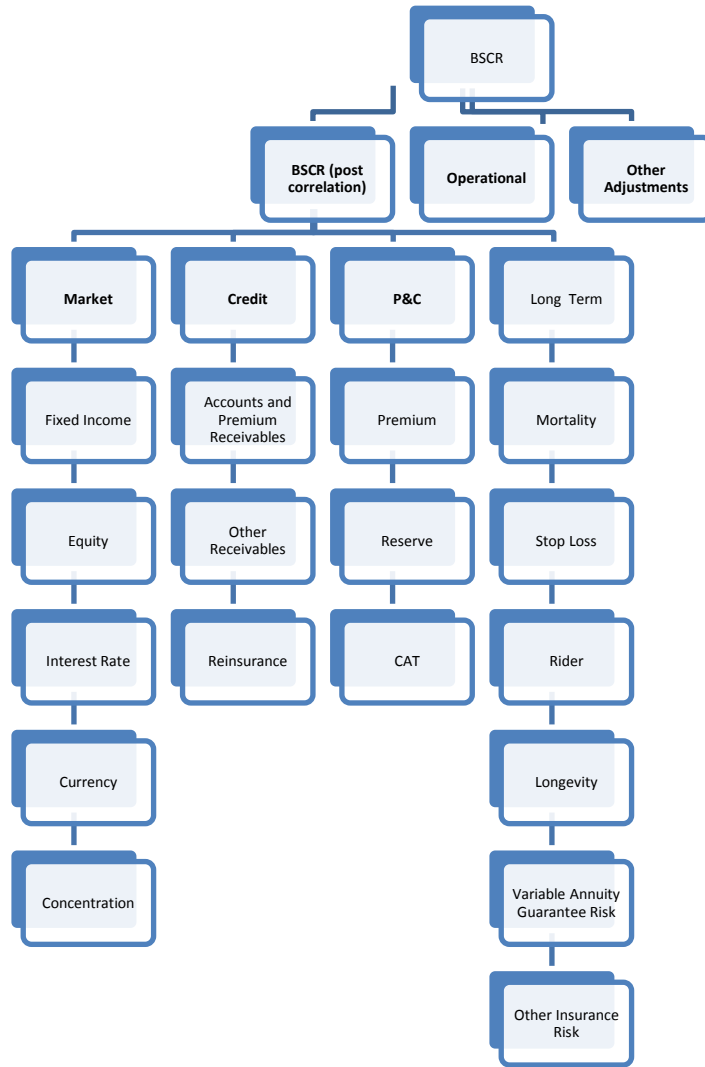 BSCR
BSCR (post
correlation)
Operational
Other
Adjustments
Market
Credit
P&C
Long Term
Fixed Income
Accounts and
Premium
Receivables
Premium
Mortality
Equity
Other
Receivables
Reserve
Stop Loss
Interest Rate
Reinsurance
CAT
Rider
Currency
Longevity
Concentration
Variable Annuity
Guarantee Risk
Other Insurance
Risk